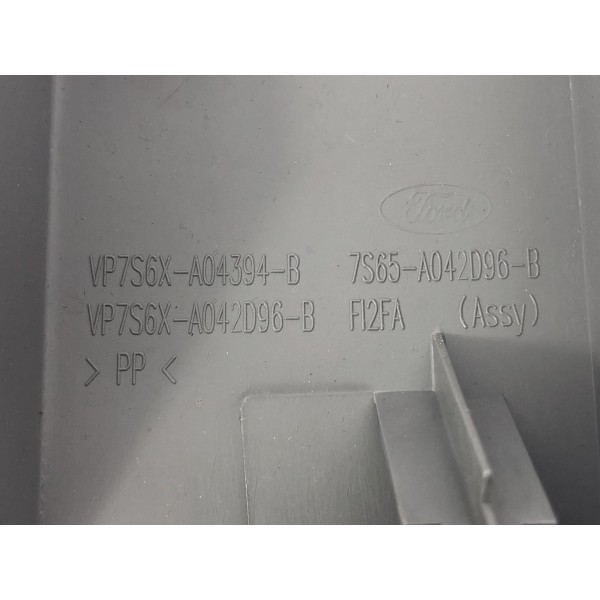 Ford
VP7S6X-A04394-B 7S65-A042D96-B
VP7S6X-A042D96-B FI2FA (Assy)
> PP <